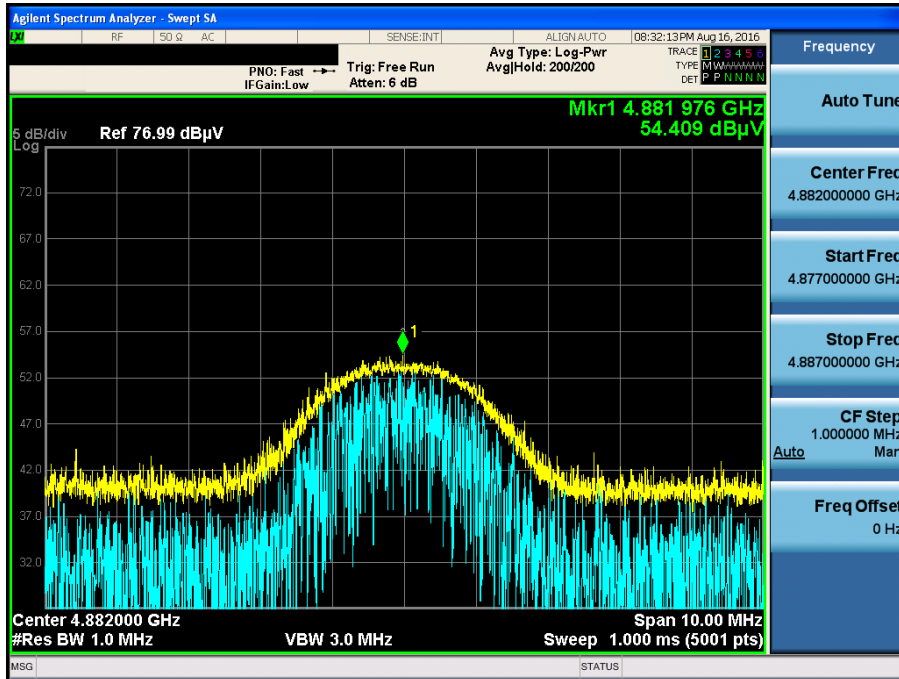 Agilent Spectrum Analyzer - Swept SA
LXI RF 50 Ω AC SENSE:INT ALIGN AUTO 08:32:13 PM Aug 16, 2016
PNO: Fast
IFGain:Low
Trig: Free Run
Atten: 6 dB
Avg Type: Log-Pwr
Avg|Hold: 200/200
TRACE 1 2 3 4 5 6
TYPE MWWWWW
DET P P N N N N
Mkr1 4.881 976 GHz
54.409 dBµV
5 dB/div Ref 76.99 dBµV
Log
72.0
67.0
62.0
57.0
52.0
47.0
42.0
37.0
32.0
1
Center 4.882000 GHz Span 10.00 MHz
#Res BW 1.0 MHz VBW 3.0 MHz Sweep 1.000 ms (5001 pts)
MSG STATUS
Frequency
Auto Tune
Center Freq
4.882000000 GHz
Start Freq
4.877000000 GHz
Stop Freq
4.887000000 GHz
CF Step
1.000000 MHz
Auto Man
Freq Offset
0 Hz